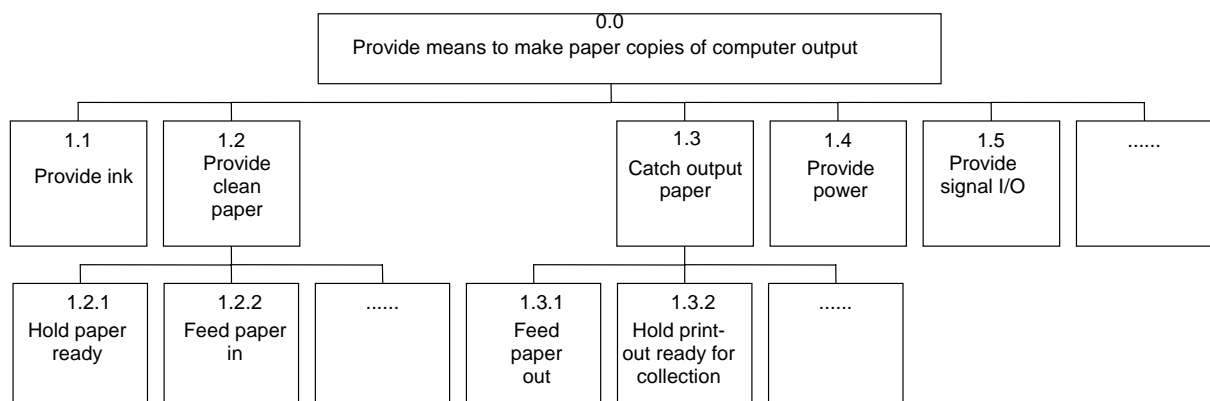 0.0
Provide means to make paper copies of computer output
1.1
Provide ink
1.2
Provide
clean
paper
1.3
Catch output
paper
1.4
Provide
power
1.5
Provide
signal I/O
......
1.2.1
Hold paper
ready
1.2.2
Feed paper
in
......
1.3.1
Feed
paper
out
1.3.2
Hold print-
out ready for
collection
......